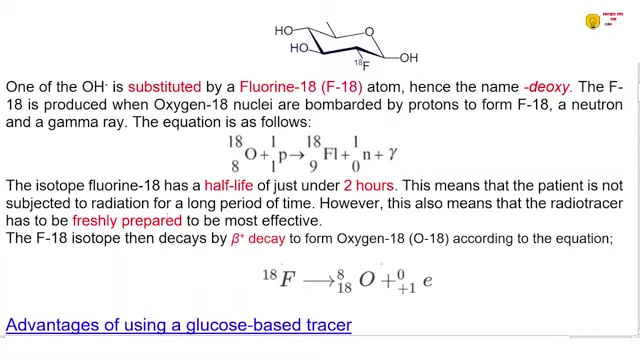 HO
O
HO
OH
18F
PHYSICS TIPS
FOR
One of the OH- is substituted by a Fluorine-18 (F-18) atom, hence the name -deoxy. The F-
18 is produced when Oxygen-18 nuclei are bombarded by protons to form F-18, a neutron
and a gamma ray. The equation is as follows:
18 8 O + 1 1 p → 18 9 Fl + 1 0 n + γ
The isotope fluorine-18 has a half-life of just under 2 hours. This means that the patient is not
subjected to radiation for a long period of time. However, this also means that the radiotracer
has to be freshly prepared to be most effective.
The F-18 isotope then decays by β+ decay to form Oxygen-18 (O-18) according to the equation;
18 F ⟶ 8 18 O + 0 +1 e
Advantages of using a glucose-based tracer